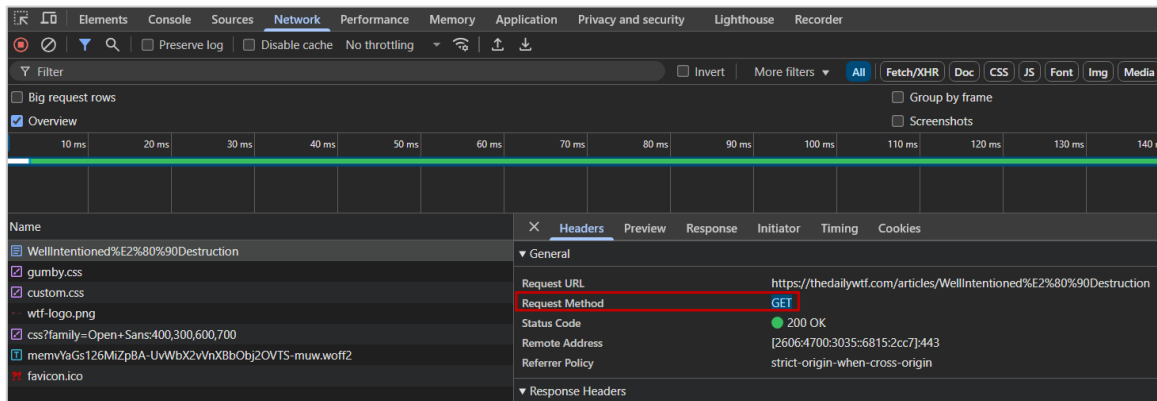 Elements Console Sources Network Performance Memory Application Privacy and security Lighthouse Recorder
Preserve log Disable cache No throttling
Filter Invert More filters All Fetch/XHR Doc CSS JS Font Img Media
Big request rows Group by frame
Overview Screenshots
10 ms 20 ms 30 ms 40 ms 50 ms 60 ms 70 ms 80 ms 90 ms 100 ms 110 ms 120 ms 130 ms 140
Name
WellIntentioned%E2%80%90Destruction
gumby.css
custom.css
wtf-logo.png
css?family=Open+Sans:400,300,600,700
memvYaGs126MiZpBA-UvWbX2vVnXBbObj2OVTS-muw.woff2
favicon.ico
Headers Preview Response Initiator Timing Cookies
General
Request URL https://thedailywtf.com/articles/WellIntentioned%E2%80%90Destruction
Request Method GET
Status Code 200 OK
Remote Address [2606:4700:3035::6815:2cc7]:443
Referrer Policy strict-origin-when-cross-origin
Response Headers